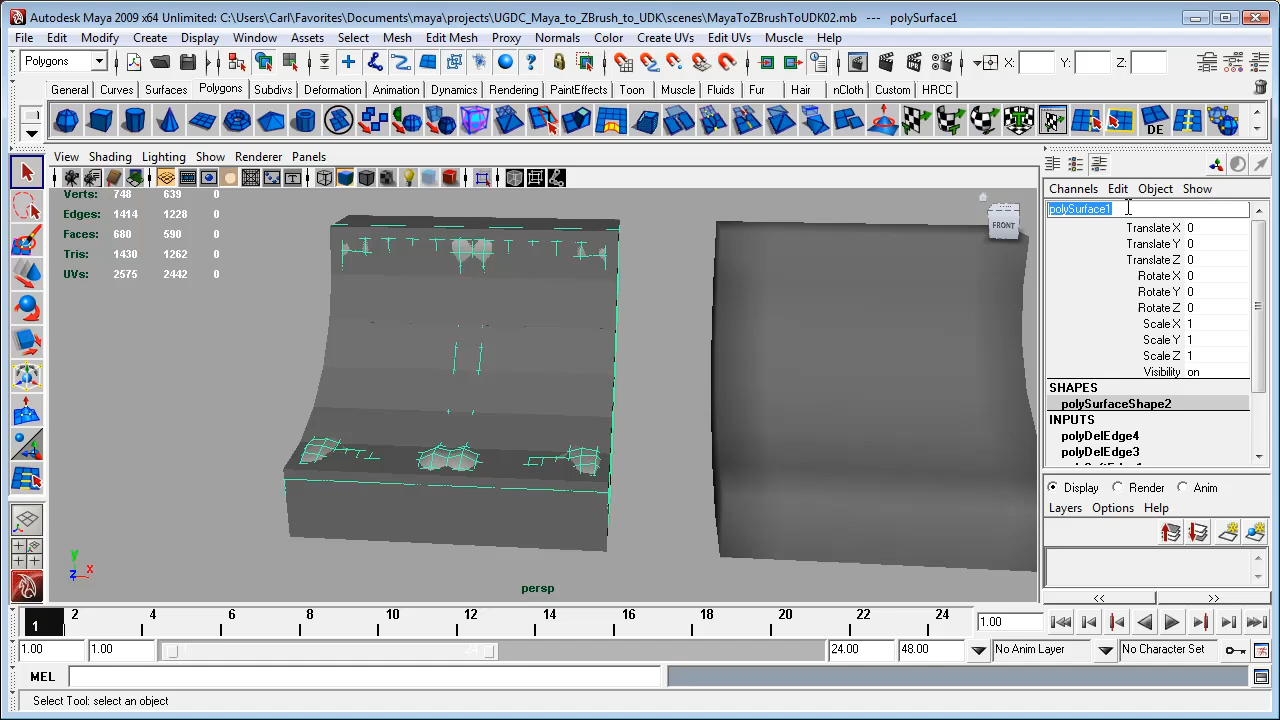 Autodesk Maya 2009 x64 Unlimited: C:\Users\Carl\Favorites\Documents\maya\projects\UGDC_Maya_to_ZBrush_to_UDK\scenes\MayaToZBrushToUDK02.mb --- polySurface1
File Edit Modify Create Display Window Assets Select Mesh Edit Mesh Proxy Normals Color Create UVs Edit UVs Muscle Help
Polygons X: Y: Z:
General Curves Surfaces Polygons Subdivs Deformation Animation Dynamics Rendering PaintEffects Toon Muscle Fluids Fur Hair nCloth Custom HRCC
DE
View Shading Lighting Show Renderer Panels
Channels Edit Object Show
Verts: 748 639 0
Edges: 1414 1228 0
Faces: 680 590 0
Tris: 1430 1262 0
UVs: 2575 2442 0
FRONT
polySurface1
Translate X 0
Translate Y 0
Translate Z 0
Rotate X 0
Rotate Y 0
Rotate Z 0
Scale X 1
Scale Y 1
Scale Z 1
Visibility on
SHAPES
polySurfaceShape2
INPUTS
polyDelEdge4
polyDelEdge3
Display Render Anim
Layers Options Help
y
z x
persp
<< >>
1 2 4 6 8 10 12 14 16 18 20 22 24 1.00
1.00 1.00 24 24.00 48.00 No Anim Layer No Character Set
MEL
Select Tool: select an object